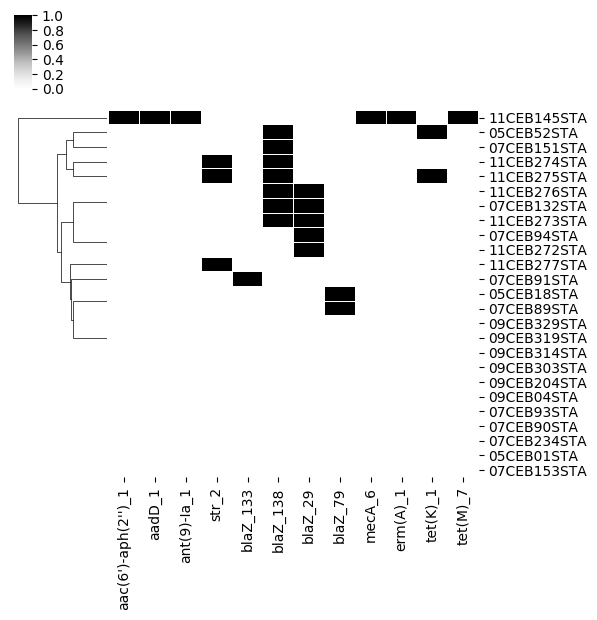 1.0
0.8
0.6
0.4
0.2
0.0
11CEB145STA
05CEB52STA
07CEB151STA
11CEB274STA
11CEB275STA
11CEB276STA
07CEB132STA
11CEB273STA
07CEB94STA
11CEB272STA
11CEB277STA
07CEB91STA
05CEB18STA
07CEB89STA
09CEB329STA
09CEB319STA
09CEB314STA
09CEB303STA
09CEB204STA
09CEB04STA
07CEB93STA
07CEB90STA
07CEB234STA
05CEB01STA
07CEB153STA
aac(6')-aph(2'')_1
aadD_1
ant(9)-Ia_1
str_2
blaZ_133
blaZ_138
blaZ_29
blaZ_79
mecA_6
erm(A)_1
tet(K)_1
tet(M)_7